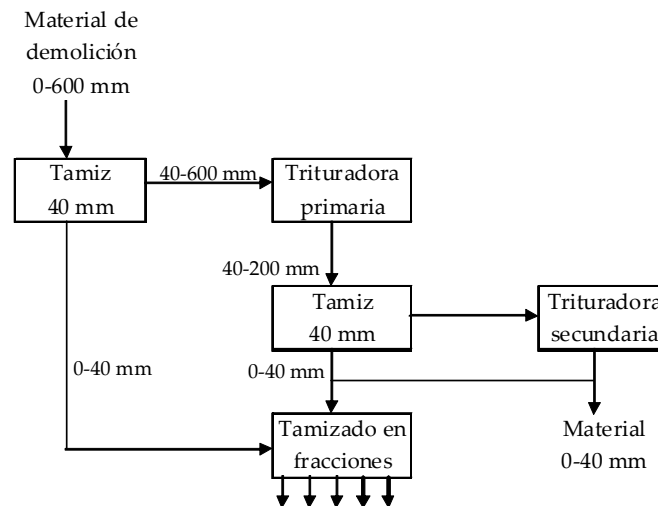 Material de
demolición
0-600 mm
Tamiz
40 mm
40-600 mm
Trituradora
primaria
40-200 mm
Tamiz
40 mm
Trituradora
secundaria
0-40 mm
0-40 mm
Tamizado en
fracciones
Material
0-40 mm